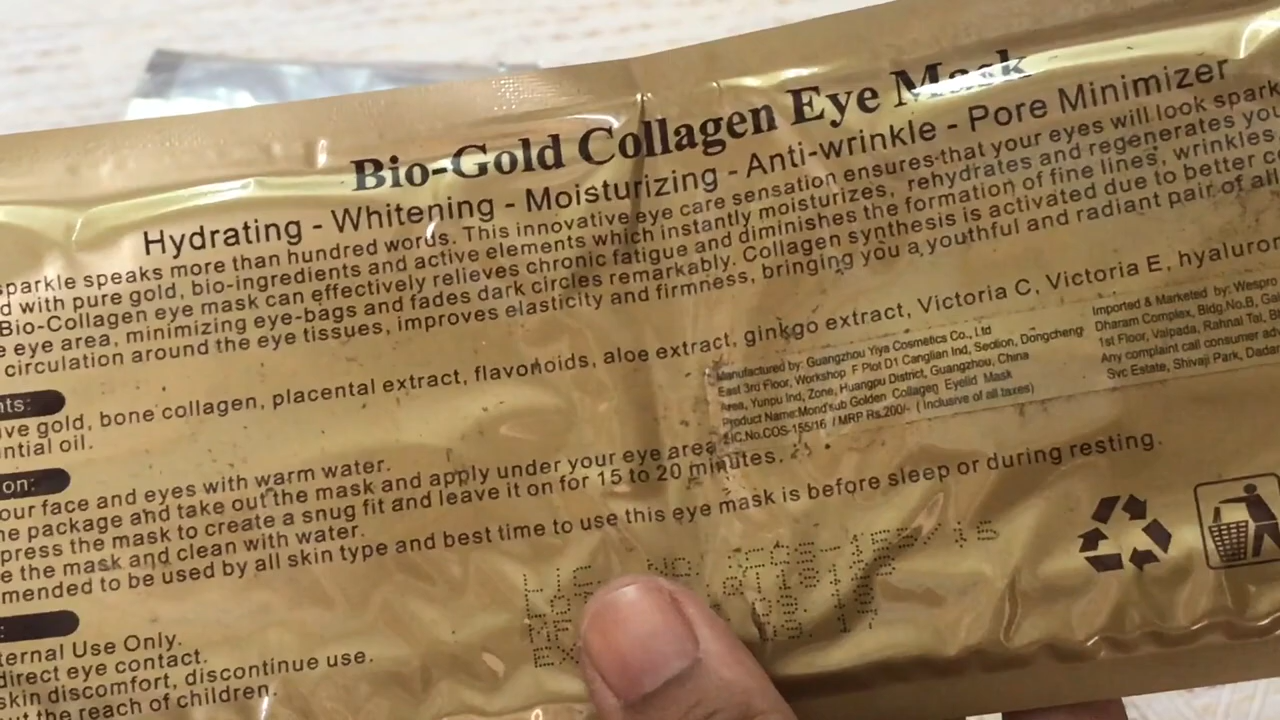 Bio-Gold Collagen Eye Mask
Hydrating - Whitening - Moisturizing - Anti-wrinkle - Pore Minimizer
sparkle speaks more than hundred words. This innovative eye care sensation ensures that your eyes will look spark
d with pure gold, bio-ingredients and active elements which instantly moisturizes, rehydrates and regenerates you
Bio-Collagen eye mask can effectively relieves chronic fatigue and diminishes the formation of fine lines, wrinkles,
e eye area, minimizing eye-bags and fades dark circles remarkably. Collagen synthesis is activated due to better c
circulation around the eye tissues, improves elasticity and firmness, bringing you a youthful and radiant pair of all
nts:
ive gold, bone collagen, placental extract, flavonoids, aloe extract, ginkgo extract, Victoria C, Victoria E, hyaluron
ntial oil.
Manufactured by: Guangzhou Yiya Cosmetics Co., Ltd
East 3rd Floor, Workshop F Plot D1 Canglian Ind, Section, Dongcheng
Area, Yunpu Ind, Zone, Huangpu District, Guangzhou, China
Product Name:Mond'sub Golden Collagen Eyelid Mask
LIC.No.COS-155/16 / MRP Rs.200/- ( Inclusive of all taxes)
Imported & Marketed by: Wespro
Dharam Complex, Bldg.No.B, Ga
1st Floor, Valpada, Rahnal Tal, Bh
Any complaint call consumer ad
Svc Estate, Shivaji Park, Dadar
on:
our face and eyes with warm water.
he package and take out the mask and apply under your eye area
press the mask to create a snug fit and leave it on for 15 to 20 minutes.
e the mask and clean with water.
mended to be used by all skin type and best time to use this eye mask is before sleep or during resting.
:
ternal Use Only.
direct eye contact.
skin discomfort, discontinue use.
ut the reach of children.